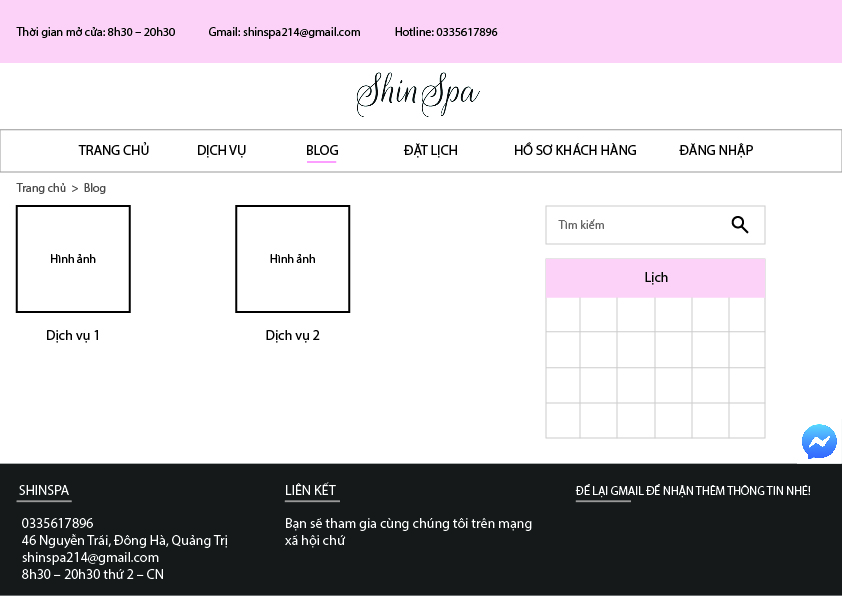 Thời gian mở cửa: 8h30 – 20h30 Gmail: shinspa214@gmail.com Hotline: 0335617896
Shin Spa
TRANG CHỦ DỊCH VỤ BLOG ĐẶT LỊCH HỒ SƠ KHÁCH HÀNG ĐĂNG NHẬP
Trang chủ > Blog
Hình ảnh
Dịch vụ 1
Hình ảnh
Dịch vụ 2
Tìm kiếm
Lịch
SHINSPA
0335617896
46 Nguyễn Trãi, Đông Hà, Quảng Trị
shinspa214@gmail.com
8h30 – 20h30 thứ 2 – CN
LIÊN KẾT
Bạn sẽ tham gia cùng chúng tôi trên mạng
xã hội chứ
ĐỂ LẠI GMAIL ĐỂ NHẬN THÊM THÔNG TIN NHÉ!